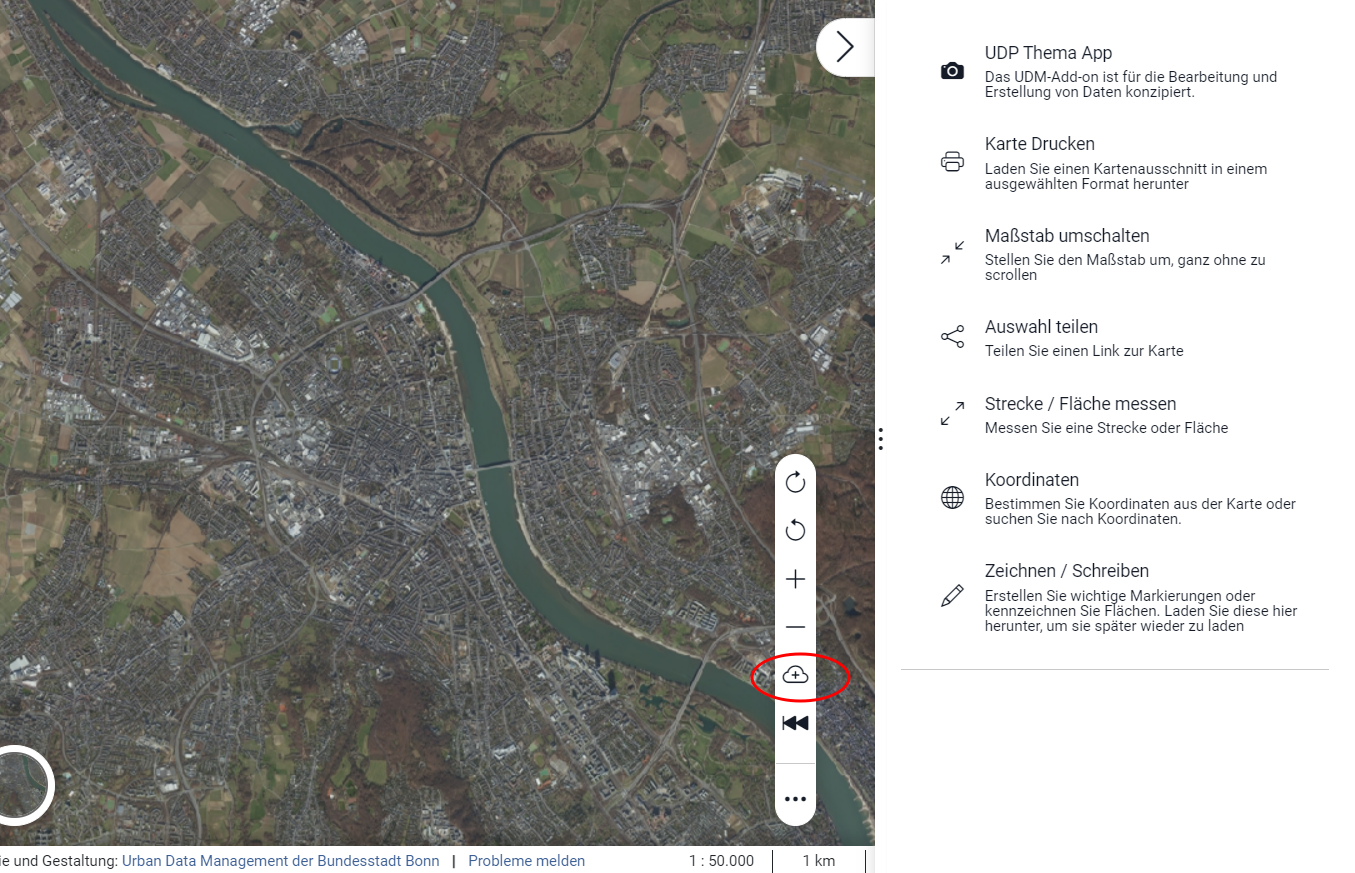 UDP Thema App
Das UDM-Add-on ist für die Bearbeitung und
Erstellung von Daten konzipiert.
Karte Drucken
Laden Sie einen Kartenausschnitt in einem
ausgewählten Format herunter
Maßstab umschalten
Stellen Sie den Maßstab um, ganz ohne zu
scrollen
Auswahl teilen
Teilen Sie einen Link zur Karte
Strecke / Fläche messen
Messen Sie eine Strecke oder Fläche
Koordinaten
Bestimmen Sie Koordinaten aus der Karte oder
suchen Sie nach Koordinaten.
Zeichnen / Schreiben
Erstellen Sie wichtige Markierungen oder
kennzeichnen Sie Flächen. Laden Sie diese hier
herunter, um sie später wieder zu laden
ie und Gestaltung: Urban Data Management der Bundesstadt Bonn | Probleme melden 1 : 50.000 1 km